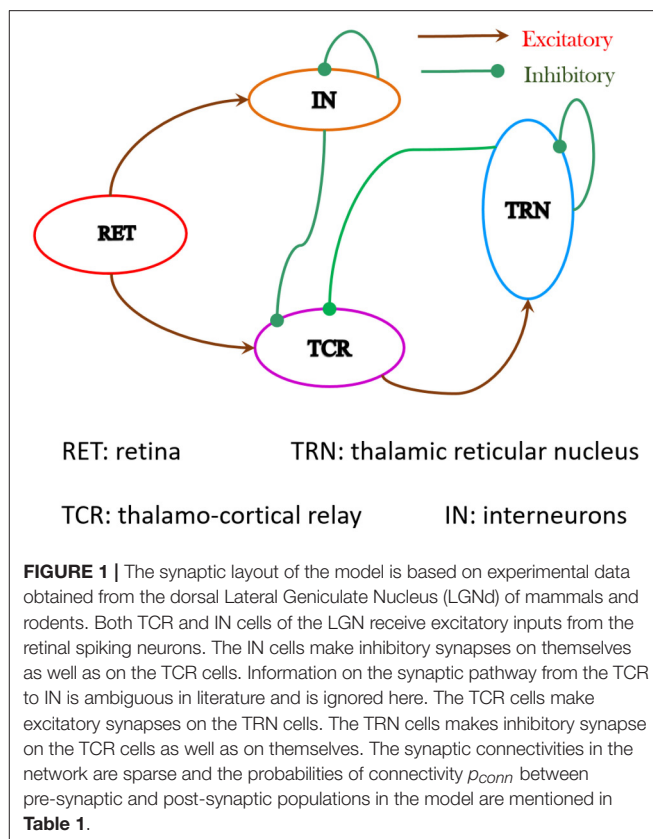 Excitatory
Inhibitory
IN
TRN
RET
TCR
RET: retina
TRN: thalamic reticular nucleus
TCR: thalamo-cortical relay
IN: interneurons
FIGURE 1 | The synaptic layout of the model is based on experimental data
obtained from the dorsal Lateral Geniculate Nucleus (LGNd) of mammals and
rodents. Both TCR and IN cells of the LGN receive excitatory inputs from the
retinal spiking neurons. The IN cells make inhibitory synapses on themselves
as well as on the TCR cells. Information on the synaptic pathway from the TCR
to IN is ambiguous in literature and is ignored here. The TCR cells make
excitatory synapses on the TRN cells. The TRN cells makes inhibitory synapse
on the TCR cells as well as on themselves. The synaptic connectivities in the
network are sparse and the probabilities of connectivity pconn between
pre-synaptic and post-synaptic populations in the model are mentioned in
Table 1.